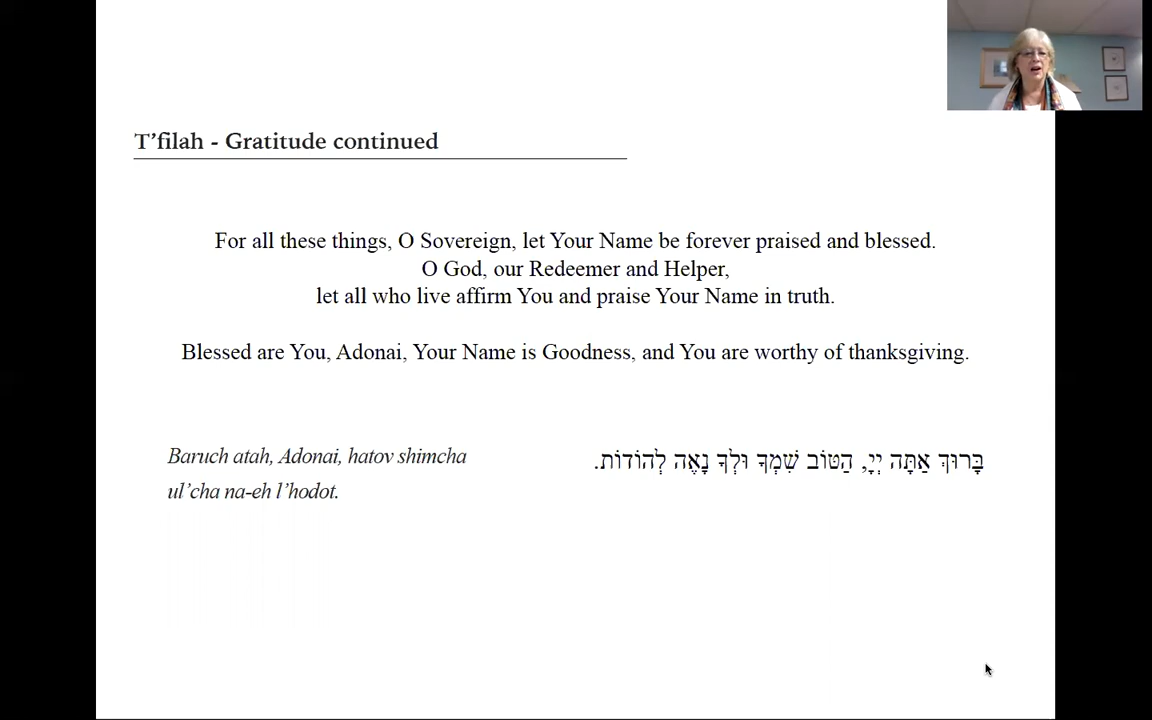 T’filah - Gratitude continued
For all these things, O Sovereign, let Your Name be forever praised and blessed.
O God, our Redeemer and Helper,
let all who live affirm You and praise Your Name in truth.
Blessed are You, Adonai, Your Name is Goodness, and You are worthy of thanksgiving.
Baruch atah, Adonai, hatov shimcha
ul’cha na-eh l’hodot.
בָּרוּךְ אַתָּה יְיָ, הַטּוֹב שִׁמְךָ וּלְךָ נָאֶה לְהוֹדוֹת.